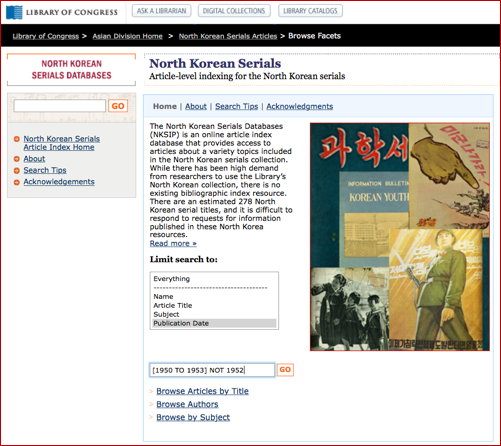 LIBRARY OF CONGRESS
ASK A LIBRARIAN
DIGITAL COLLECTIONS
LIBRARY CATALOGS
Library of Congress > Asian Division Home > North Korean Serials Articles > Browse Facets
NORTH KOREAN
SERIALS DATABASES
GO
North Korean Serials
Article Index Home
About
Search Tips
Acknowledgements
North Korean Serials
Article-level indexing for the North Korean serials
Home | About | Search Tips | Acknowledgments
The North Korean Serials Databases
(NKSIP) is an online article index
database that provides access to
articles about a variety topics included
in the North Korean serials collection.
While there has been high demand
from researchers to use the Library's
North Korean collection, there is no
existing bibliographic index resource.
There are an estimated 278 North
Korean serial titles, and it is difficult to
respond to requests for information
published in these North Korea
resources.
Read more »
Limit search to:
Everything
------------------------------------
Name
Article Title
Subject
Publication Date
[1950 TO 1953] NOT 1952
GO
> Browse Articles by Title
> Browse Authors
> Browse by Subject
과학세
INFORMATION BULLETIN
KOREAN YOUTH